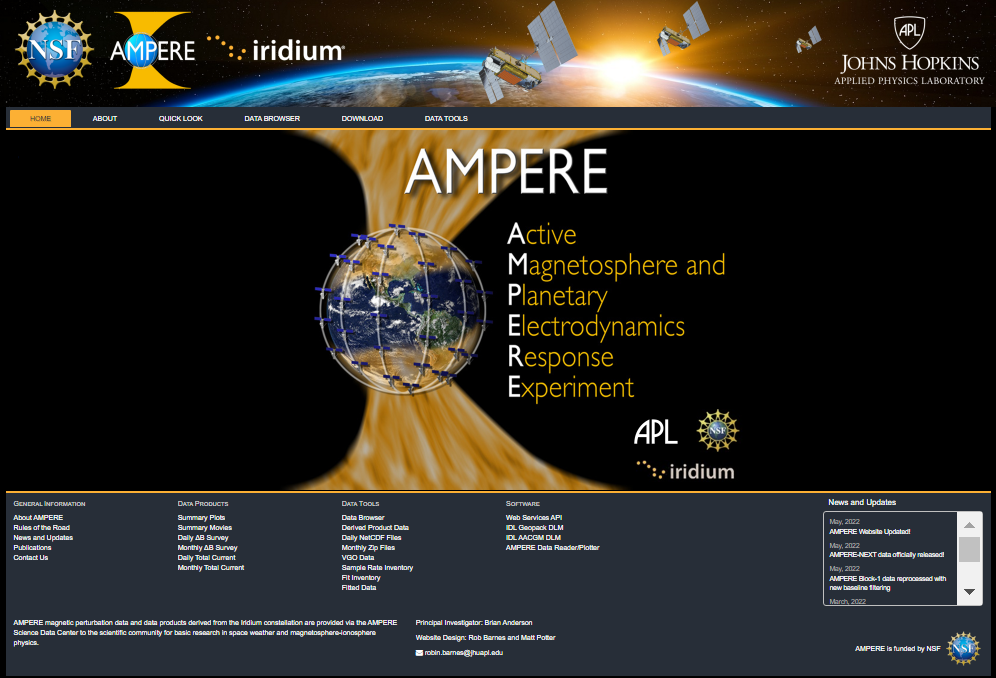 NSF
AMPERE
iridium
APL
JOHNS HOPKINS
APPLIED PHYSICS LABORATORY
HOME ABOUT QUICK LOOK DATA BROWSER DOWNLOAD DATA TOOLS
AMPERE
Active
Magnetosphere and
Planetary
Electrodynamics
Response
Experiment
APL
NSF
iridium
GENERAL INFORMATION
About AMPERE
Rules of the Road
News and Updates
Publications
Contact Us
DATA PRODUCTS
Summary Plots
Summary Movies
Daily ΔB Survey
Monthly ΔB Survey
Daily Total Current
Monthly Total Current
DATA TOOLS
Data Browser
Derived Product Data
Daily NetCDF Files
Monthly Zip Files
VGO Data
Sample Rate Inventory
Fit Inventory
Fitted Data
SOFTWARE
Web Services API
IDL Geopack DLM
IDL AACGM DLM
AMPERE Data Reader/Plotter
News and Updates
May, 2022
AMPERE Website Updated!
May, 2022
AMPERE-NEXT data officially released!
May, 2022
AMPERE Block-1 data reprocessed with
new baseline filtering
March, 2022
AMPERE magnetic perturbation data and data products derived from the Iridium constellation are provided via the AMPERE
Science Data Center to the scientific community for basic research in space weather and magnetosphere-ionosphere
physics.
Principal Investigator: Brian Anderson
Website Design: Rob Barnes and Matt Potter
robin.barnes@jhuapl.edu
AMPERE is funded by NSF
NSF